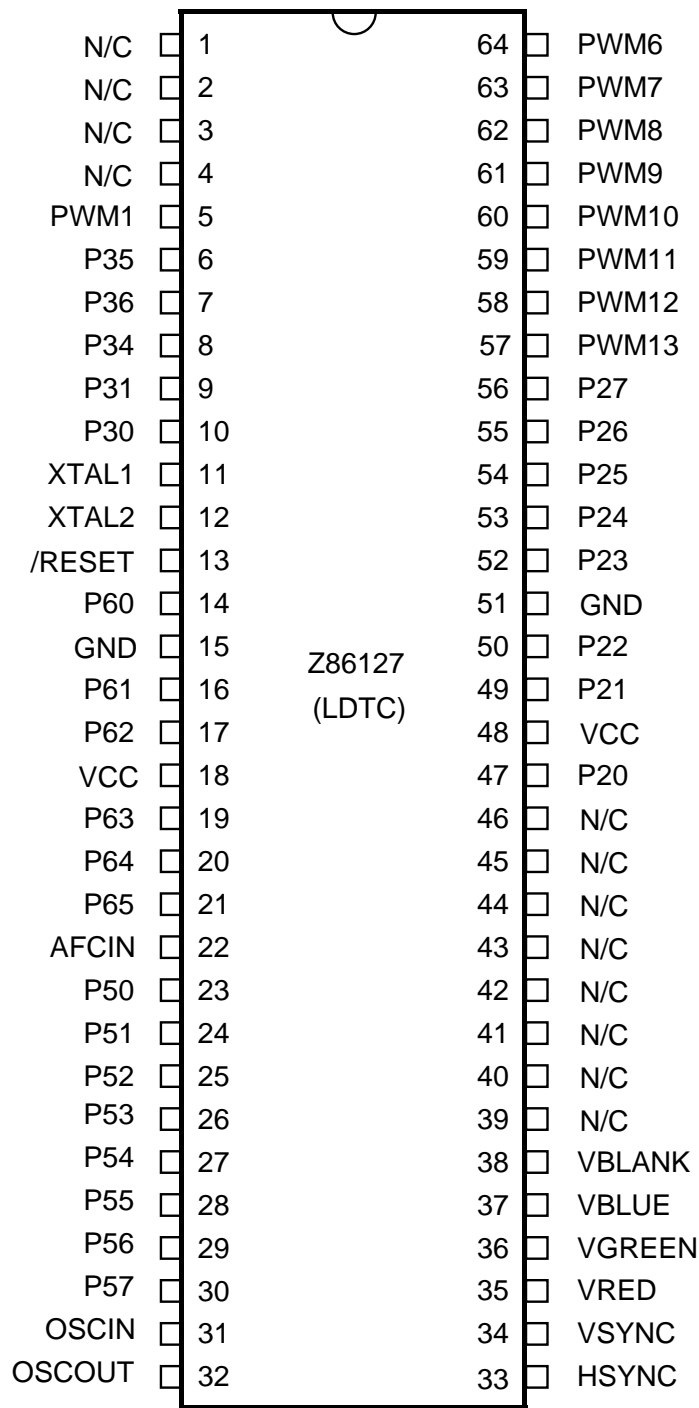 N/C 1 64 PWM6
N/C 2 63 PWM7
N/C 3 62 PWM8
N/C 4 61 PWM9
PWM1 5 60 PWM10
P35 6 59 PWM11
P36 7 58 PWM12
P34 8 57 PWM13
P31 9 56 P27
P30 10 55 P26
XTAL1 11 54 P25
XTAL2 12 53 P24
/RESET 13 52 P23
P60 14 51 GND
GND 15 50 P22
Z86127
P61 16 49 P21
(LDTC)
P62 17 48 VCC
VCC 18 47 P20
P63 19 46 N/C
P64 20 45 N/C
P65 21 44 N/C
AFCIN 22 43 N/C
P50 23 42 N/C
P51 24 41 N/C
P52 25 40 N/C
P53 26 39 N/C
P54 27 38 VBLANK
P55 28 37 VBLUE
P56 29 36 VGREEN
P57 30 35 VRED
OSCIN 31 34 VSYNC
OSCOUT 32 33 HSYNC